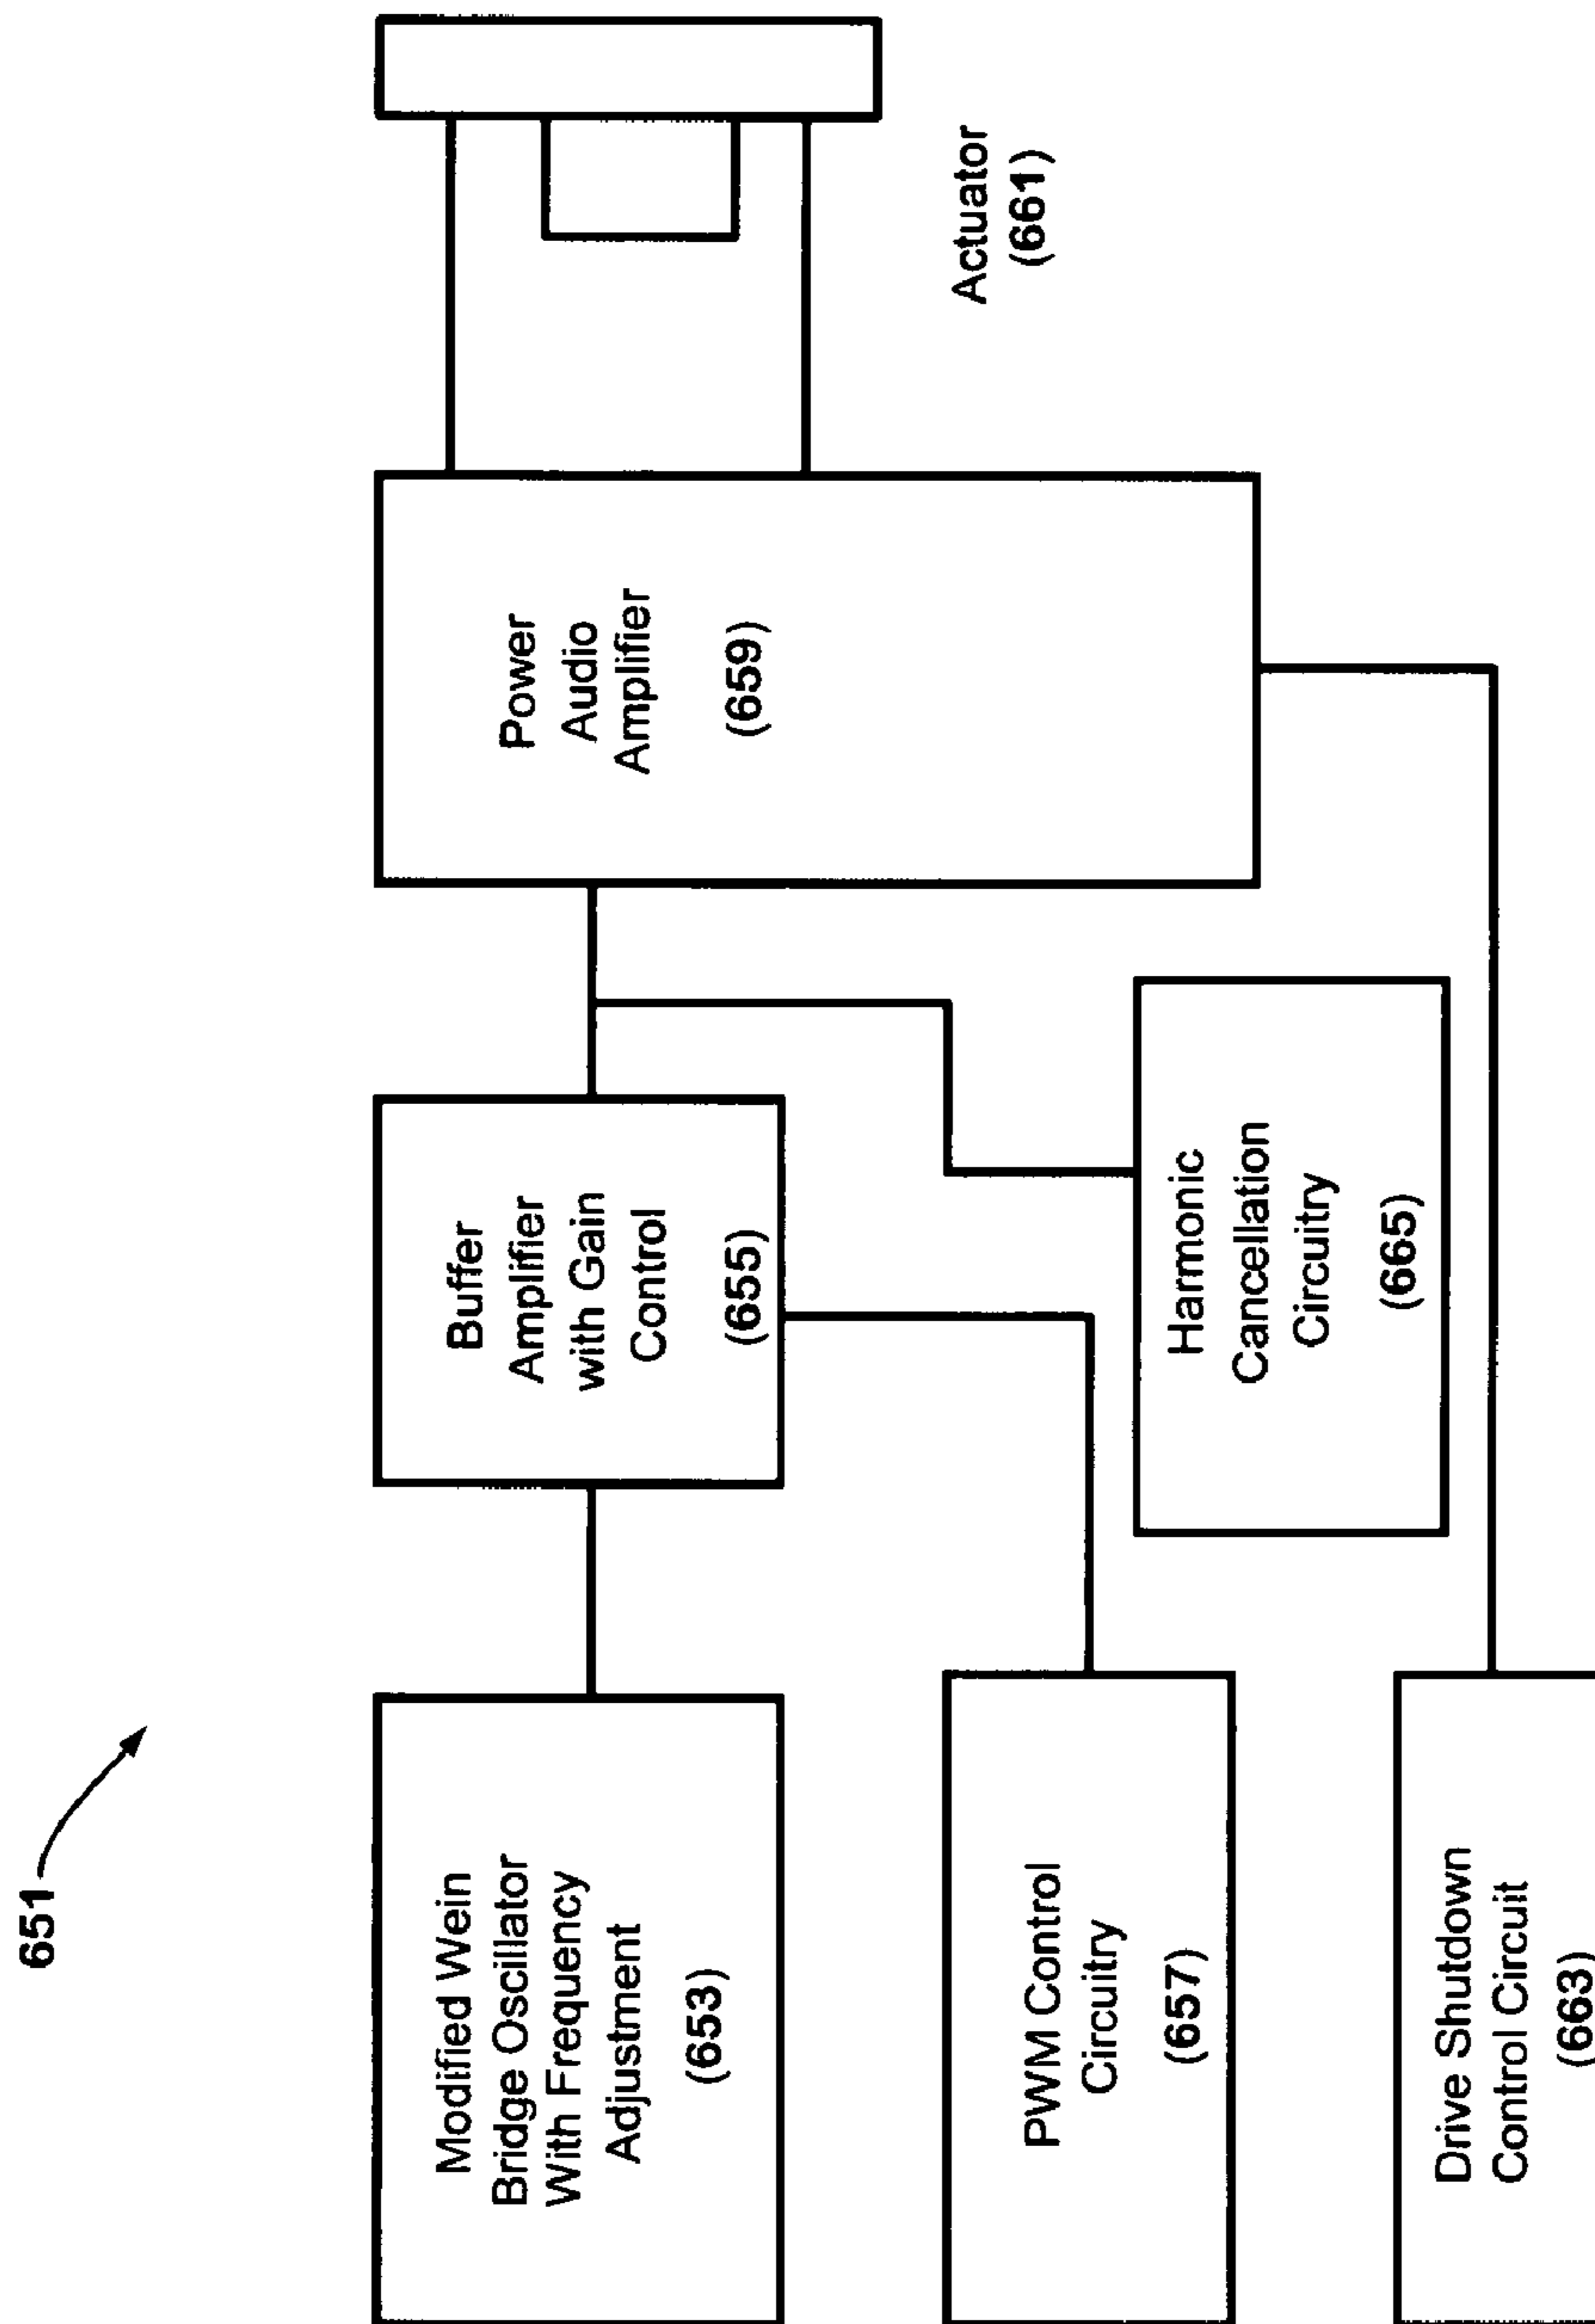 651
Modified Wein
Bridge Oscillator
With Frequency
Adjustment
(653)
Buffer
Amplifier
with Gain
Control
(655)
Power
Audio
Amplifier
(659)
Actuator
(661)
PWM Control
Circuitry
(657)
Harmonic
Cancellation
Circuitry
(665)
Drive Shutdown
Control Circuit
(663)